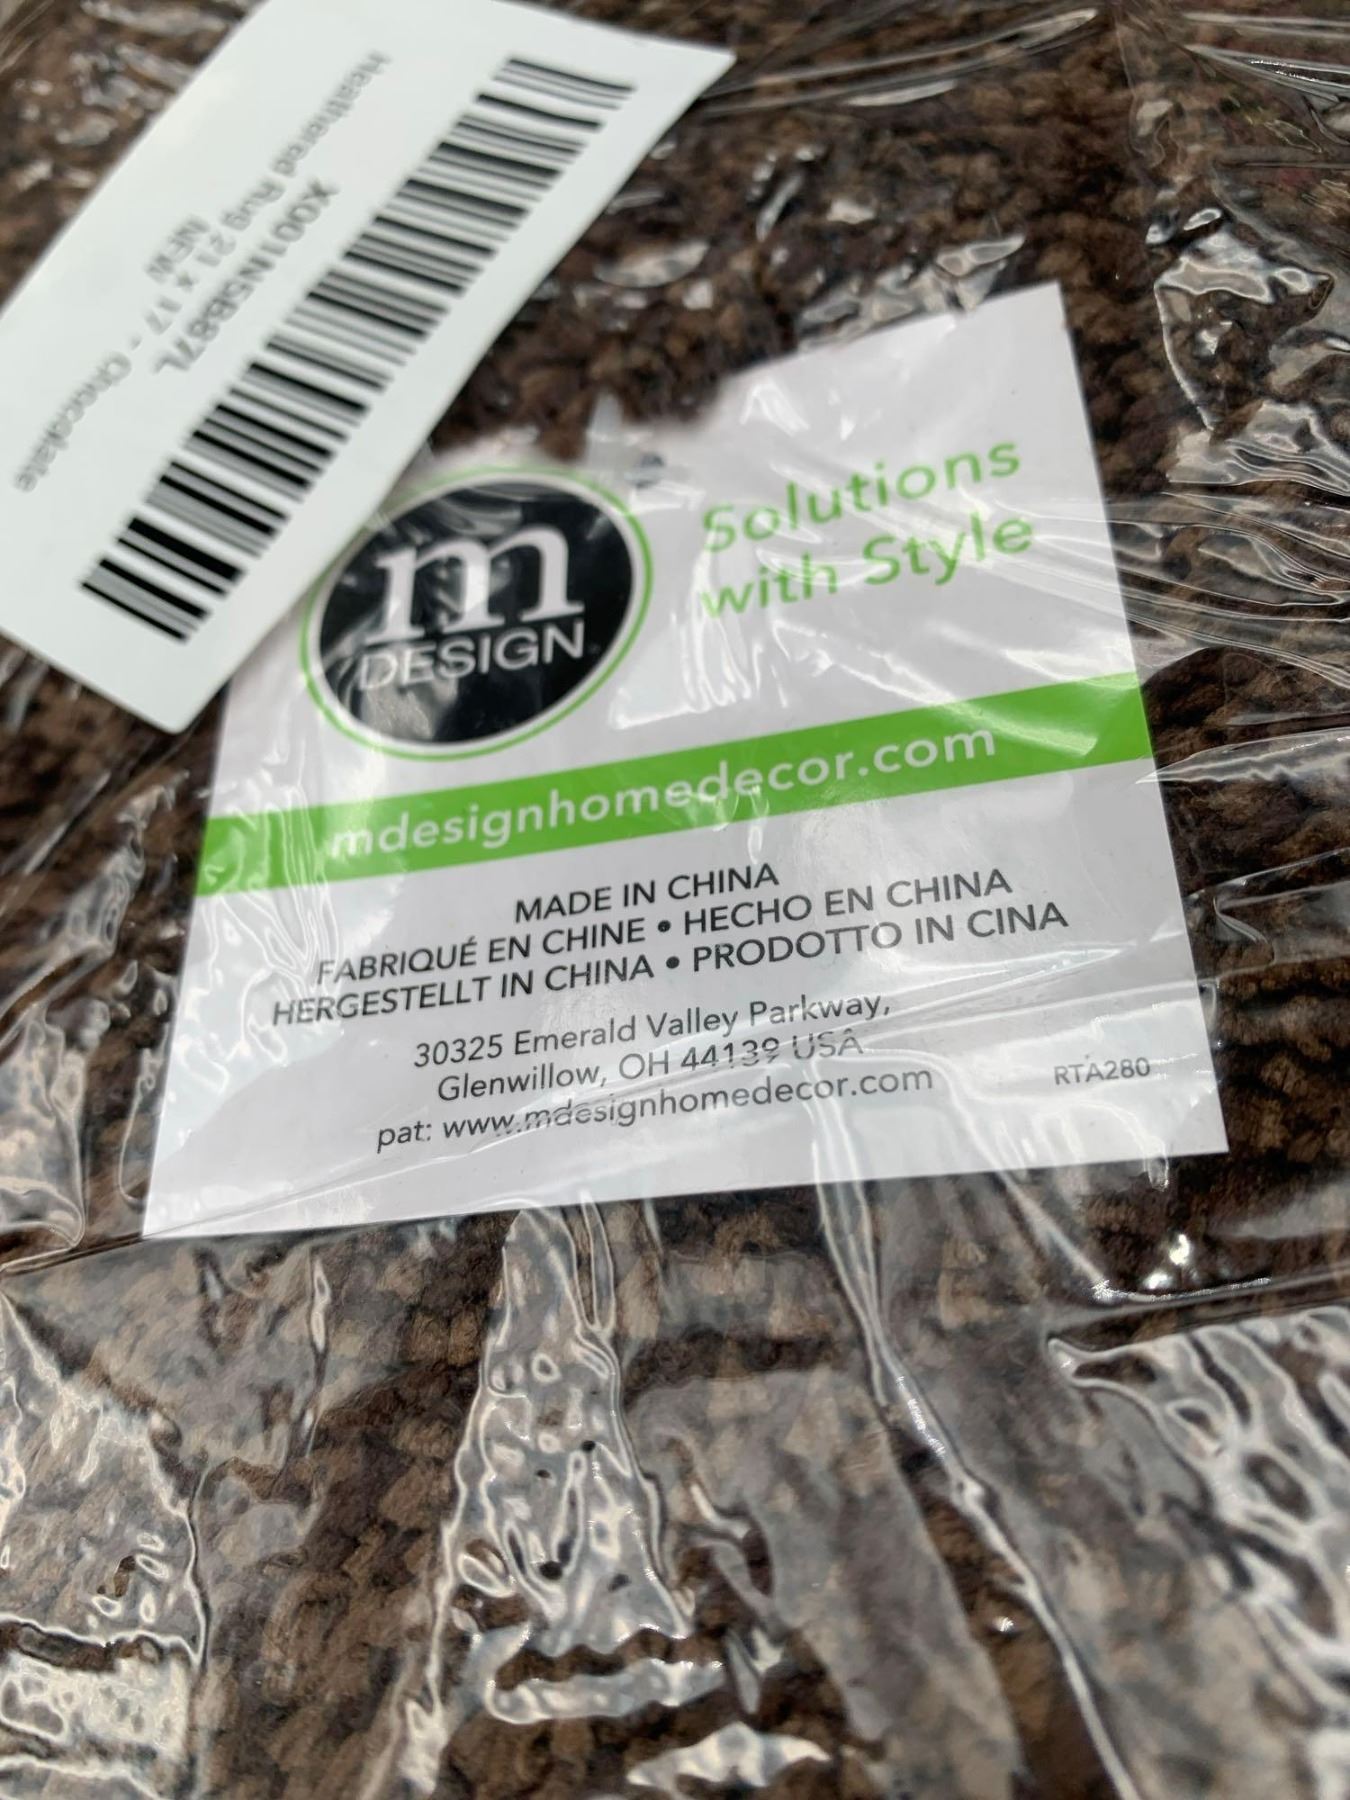 X001N5B87L
Heathered Rug 21 x 17 - Chocolate
NEW
m
DESIGN
Solutions
with Style
mdesignhomedecor.com
MADE IN CHINA
FABRIQUÉ EN CHINE • HECHO EN CHINA
HERGESTELLT IN CHINA • PRODOTTO IN CINA
30325 Emerald Valley Parkway,
Glenwillow, OH 44139 USA
pat: www.mdesignhomedecor.com
RTA280